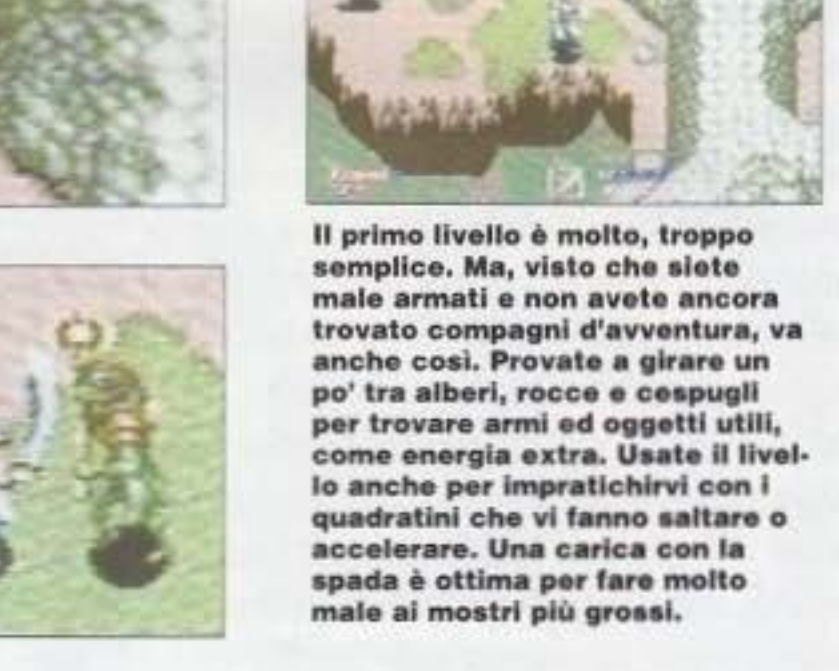 Il primo livello è molto, troppo
semplice. Ma, visto che siete
male armati e non avete ancora
trovato compagni d'avventura, va
anche così. Provate a girare un
po' tra alberi, rocce e cespugli
per trovare armi ed oggetti utili,
come energia extra. Usate il livel-
lo anche per impratichirvi con i
quadratini che vi fanno saltare o
accelerare. Una carica con la
spada è ottima per fare molto
male ai mostri più grossi.